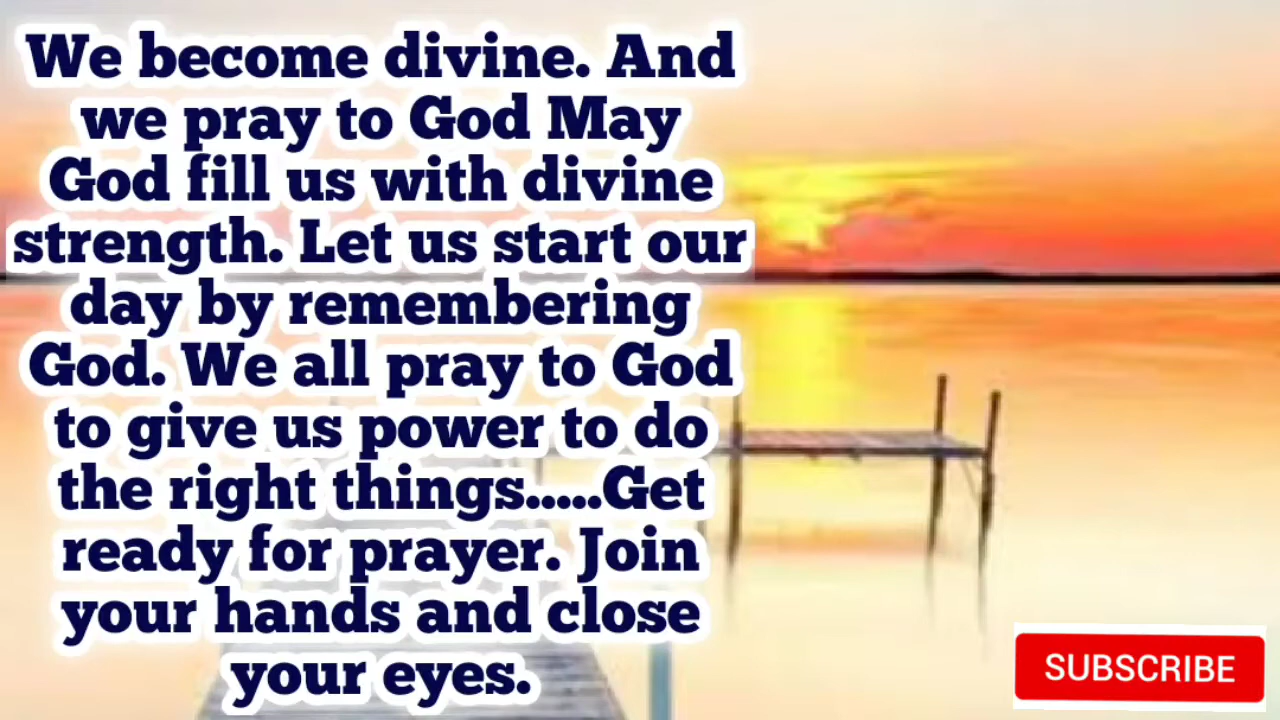 We become divine. And
we pray to God May
God fill us with divine
strength. Let us start our
day by remembering
God. We all pray to God
to give us power to do
the right things.....Get
ready for prayer. Join
your hands and close
your eyes.
SUBSCRIBE